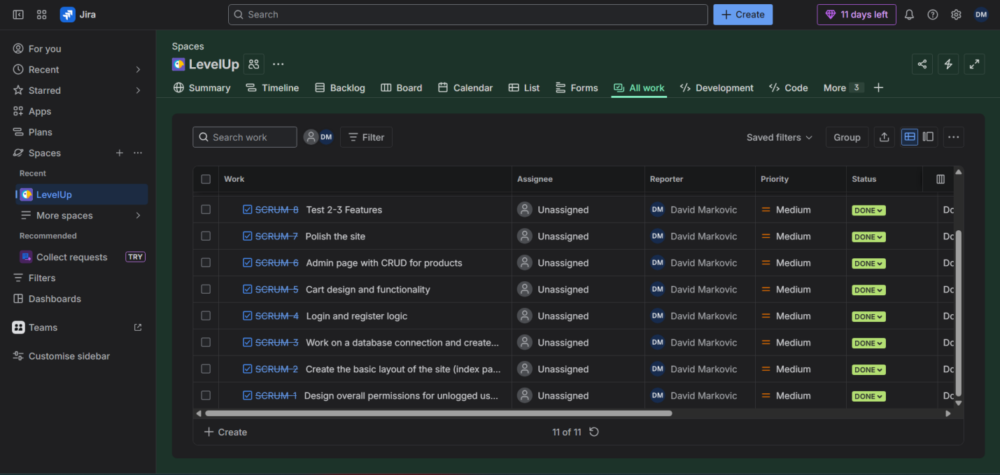 Jira
Search
Create
11 days left
DM
For you
Recent
Starred
Apps
Plans
Spaces
Recent
LevelUp
More spaces
Recommended
Collect requests TRY
Filters
Dashboards
Teams
Customise sidebar
Spaces
LevelUp
Summary Timeline Backlog Board Calendar List Forms All work Development Code More 3
Search work DM Filter Saved filters Group
Work Assignee Reporter Priority Status
SCRUM-8 Test 2-3 Features Unassigned DM David Markovic Medium DONE Do
SCRUM-7 Polish the site Unassigned DM David Markovic Medium DONE Do
SCRUM-6 Admin page with CRUD for products Unassigned DM David Markovic Medium DONE Do
SCRUM-5 Cart design and functionality Unassigned DM David Markovic Medium DONE Do
SCRUM-4 Login and register logic Unassigned DM David Markovic Medium DONE Do
SCRUM-3 Work on a database connection and create... Unassigned DM David Markovic Medium DONE Do
SCRUM-2 Create the basic layout of the site (index pa... Unassigned DM David Markovic Medium DONE Do
SCRUM-1 Design overall permissions for unlogged us... Unassigned DM David Markovic Medium DONE Do
Create 11 of 11